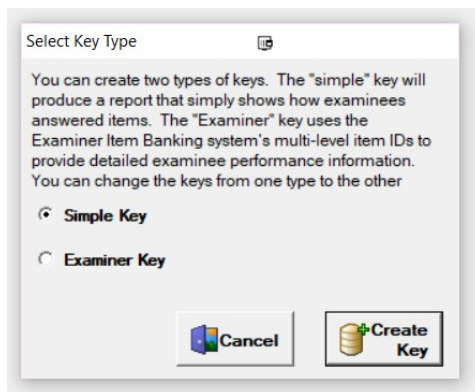 Select Key Type
You can create two types of keys.  The "simple" key will
produce a report that simply shows how examinees
answered items.  The "Examiner" key uses the
Examiner Item Banking system's multi-level item IDs to
provide detailed examinee performance information.
You can change the keys from one type to the other
Simple Key
Examiner Key
Cancel
Create
Key